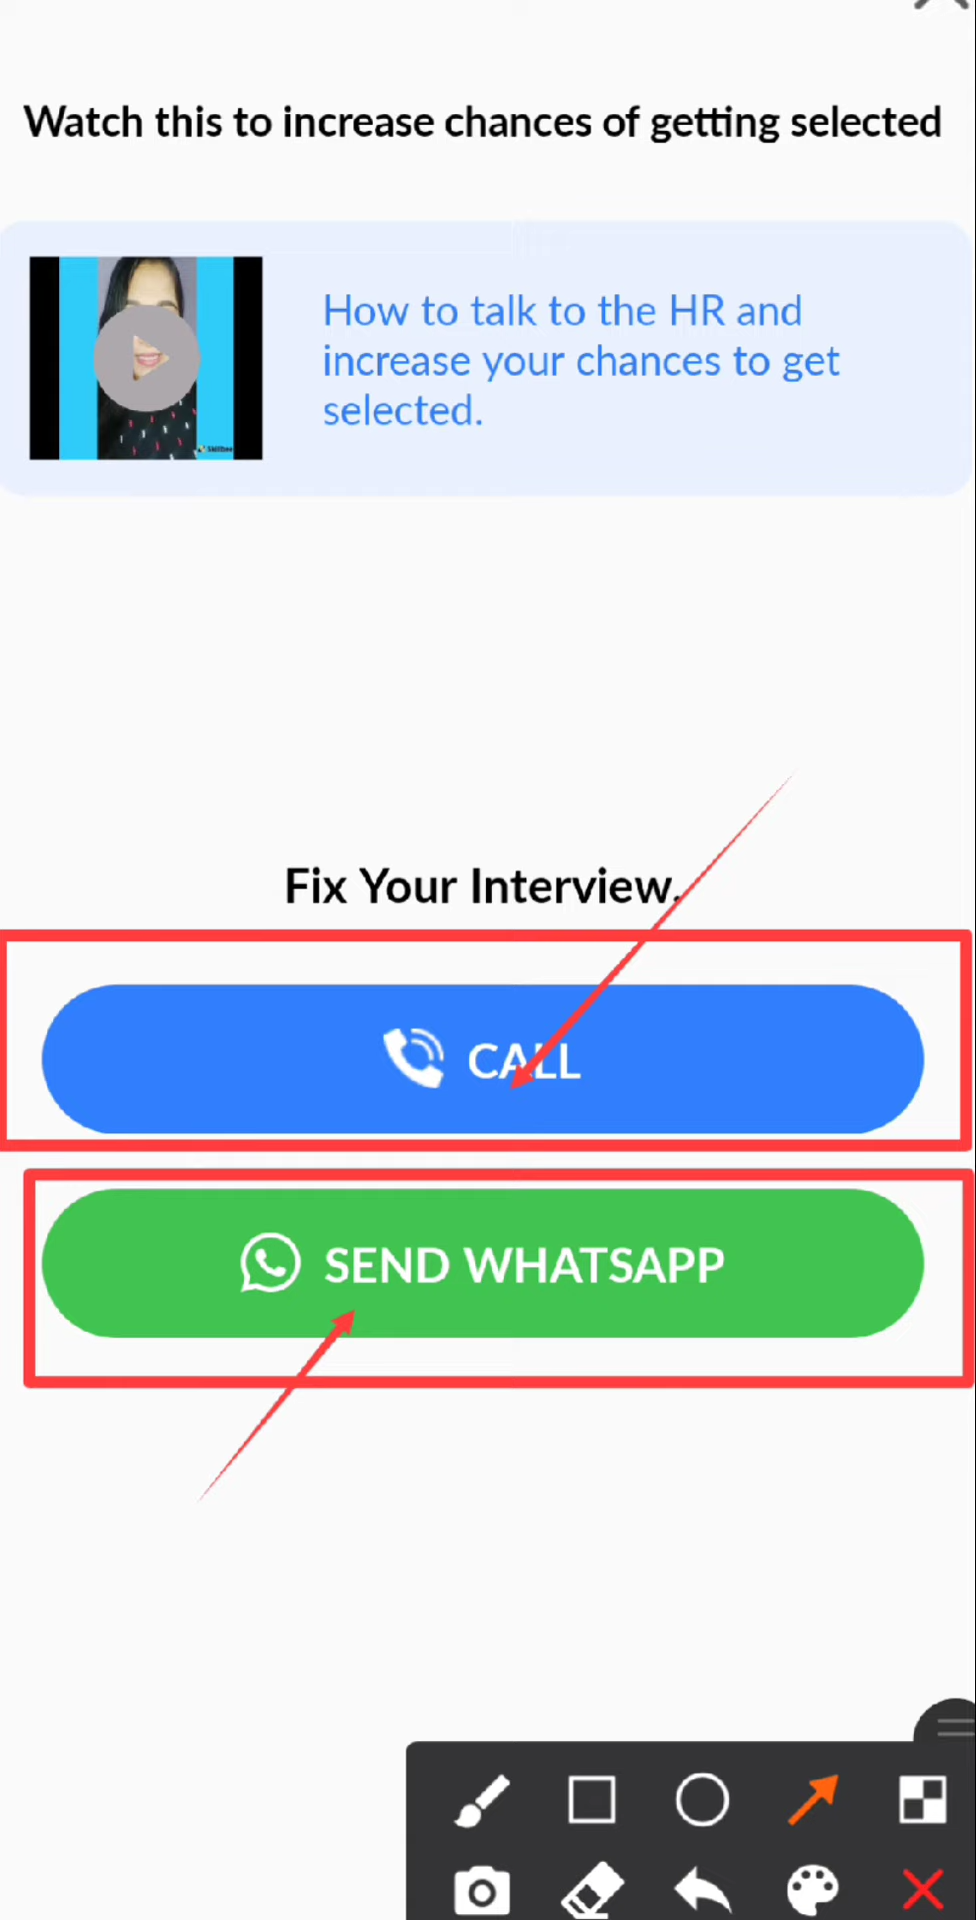 Watch this to increase chances of getting selected
How to talk to the HR and
increase your chances to get
selected.
Fix Your Interview.
CALL
SEND WHATSAPP